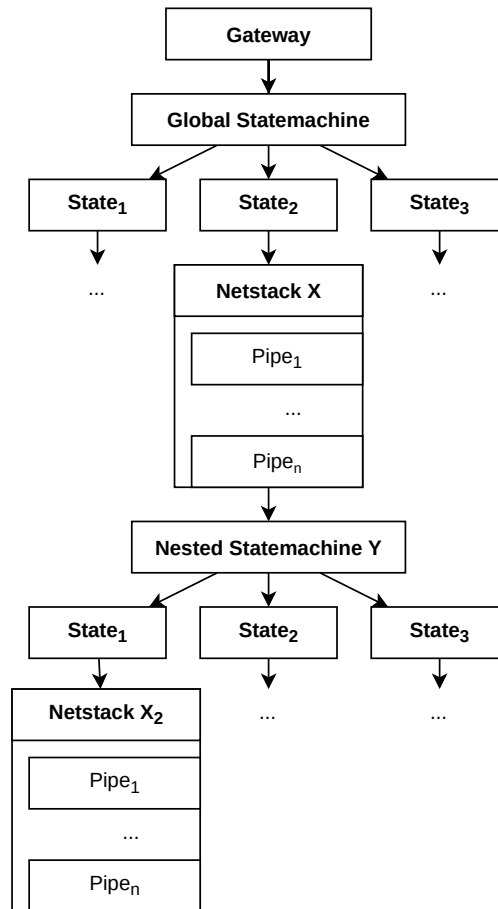 Gateway
Global Statemachine
State₁ State₂ State₃
... ...
Netstack X
Pipe₁
...
Pipeₙ
Nested Statemachine Y
State₁ State₂ State₃
... ...
Netstack X₂
Pipe₁
...
Pipeₙ